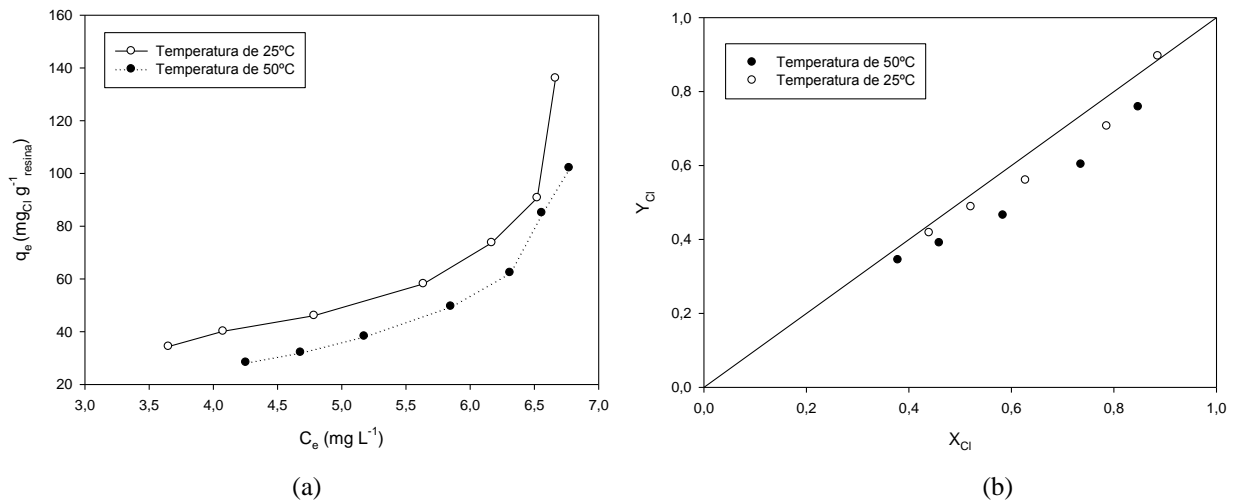 160
140
120
100
80
60
40
20
q_e (mg_Cl g^-1 _resina)
Temperatura de 25ºC
Temperatura de 50ºC
3,0 3,5 4,0 4,5 5,0 5,5 6,0 6,5 7,0
C_e (mg L^-1)
(a)
1,0
0,8
0,6
0,4
0,2
0,0
Y_Cl
Temperatura de 50ºC
Temperatura de 25ºC
0,0 0,2 0,4 0,6 0,8 1,0
X_Cl
(b)